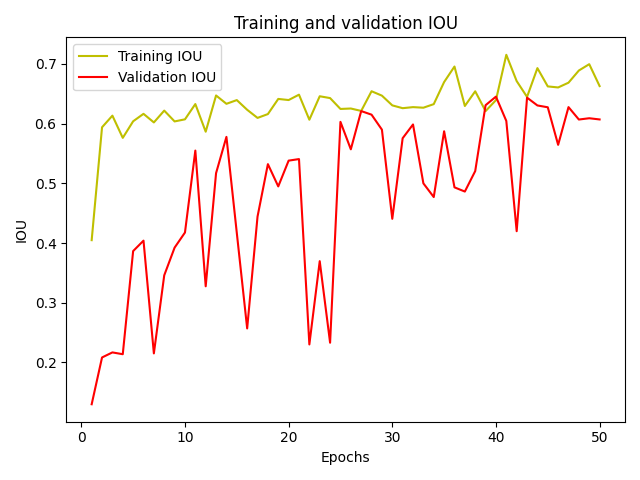 Training and validation IOU
Training IOU
Validation IOU
0.7
0.6
0.5
0.4
0.3
0.2
IOU
0 10 20 30 40 50
Epochs